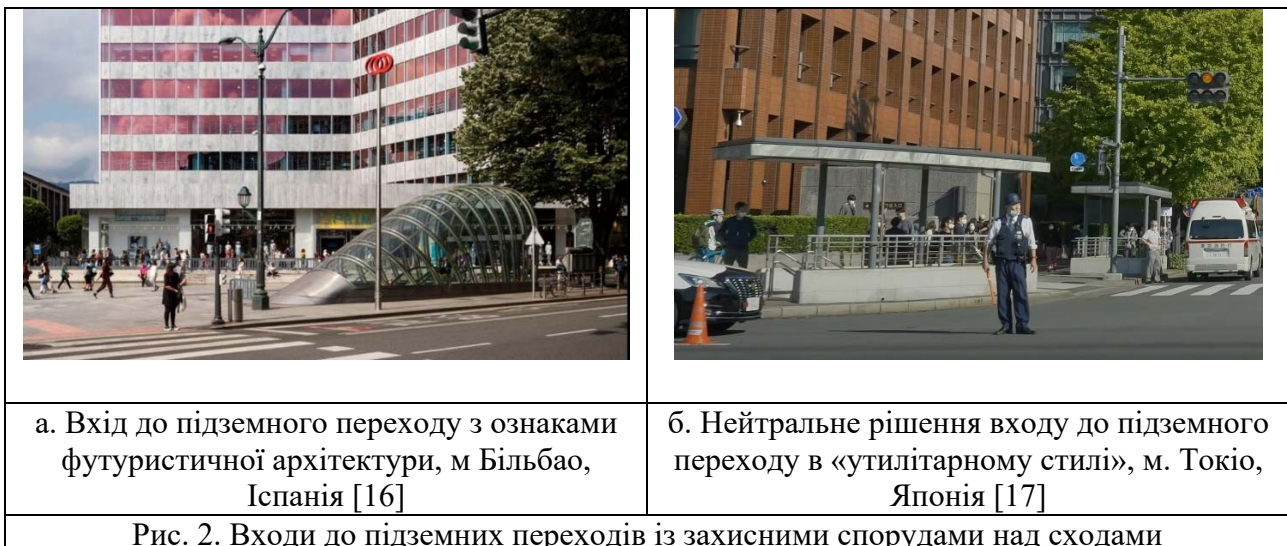 а. Вхід до підземного переходу з ознаками
футуристичної архітектури, м Більбао,
Іспанія [16]
б. Нейтральне рішення входу до підземного
переходу в «утилітарному стилі», м. Токіо,
Японія [17]
Рис. 2. Входи до підземних переходів із захисними спорудами над сходами